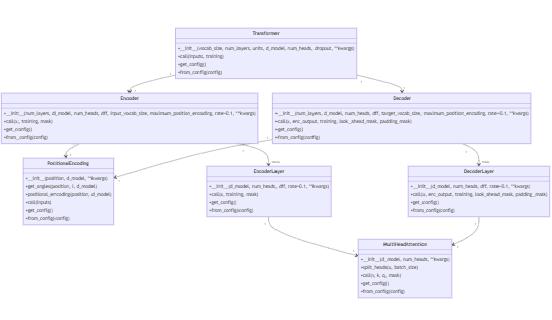 Transformer
+__init__(vocab_size, num_layers, units, d_model, num_heads, dropout, **kwargs)
+call(inputs, training)
+get_config()
+from_config(config)
Encoder
+__init__(num_layers, d_model, num_heads, dff, input_vocab_size, maximum_position_encoding, rate=0.1, **kwargs)
+call(x, training, mask)
+get_config()
+from_config(config)
Decoder
+__init__(num_layers, d_model, num_heads, dff, target_vocab_size, maximum_position_encoding, rate=0.1, **kwargs)
+call(x, enc_output, training, look_ahead_mask, padding_mask)
+get_config()
+from_config(config)
PositionalEncoding
+__init__(position, d_model, **kwargs)
+get_angles(position, i, d_model)
+positional_encoding(position, d_model)
+call(inputs)
+get_config()
+from_config(config)
EncoderLayer
+__init__(d_model, num_heads, dff, rate=0.1, **kwargs)
+call(x, training, mask)
+get_config()
+from_config(config)
DecoderLayer
+__init__(d_model, num_heads, dff, rate=0.1, **kwargs)
+call(x, enc_output, training, look_ahead_mask, padding_mask)
+get_config()
+from_config(config)
MultiHeadAttention
+__init__(d_model, num_heads, **kwargs)
+split_heads(x, batch_size)
+call(v, k, q, mask)
+get_config()
+from_config(config)